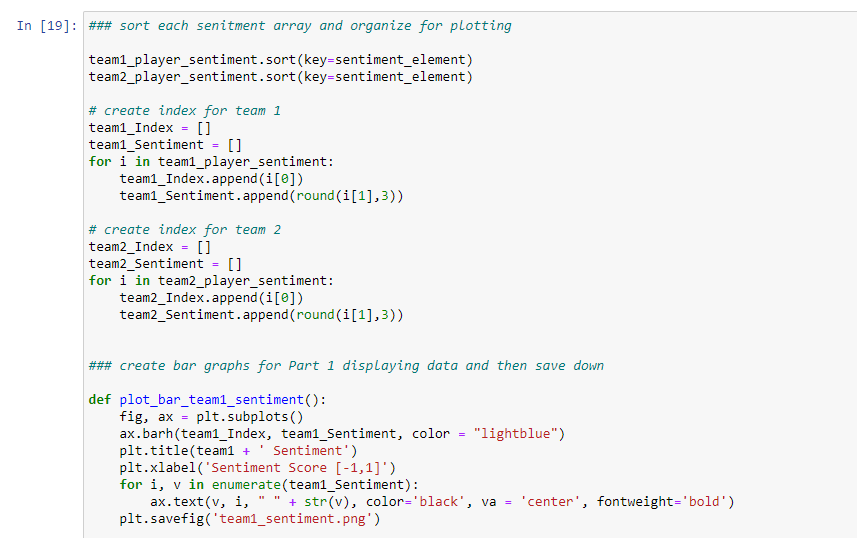 In [19]: ### sort each senitment array and organize for plotting

team1_player_sentiment.sort(key=sentiment_element)
team2_player_sentiment.sort(key=sentiment_element)

# create index for team 1
team1_Index = []
team1_Sentiment = []
for i in team1_player_sentiment:
    team1_Index.append(i[0])
    team1_Sentiment.append(round(i[1],3))

# create index for team 2
team2_Index = []
team2_Sentiment = []
for i in team2_player_sentiment:
    team2_Index.append(i[0])
    team2_Sentiment.append(round(i[1],3))


### create bar graphs for Part 1 displaying data and then save down

def plot_bar_team1_sentiment():
    fig, ax = plt.subplots()
    ax.barh(team1_Index, team1_Sentiment, color = "lightblue")
    plt.title(team1 + ' Sentiment')
    plt.xlabel('Sentiment Score [-1,1]')
    for i, v in enumerate(team1_Sentiment):
        ax.text(v, i, " " + str(v), color='black', va = 'center', fontweight='bold')
    plt.savefig('team1_sentiment.png')